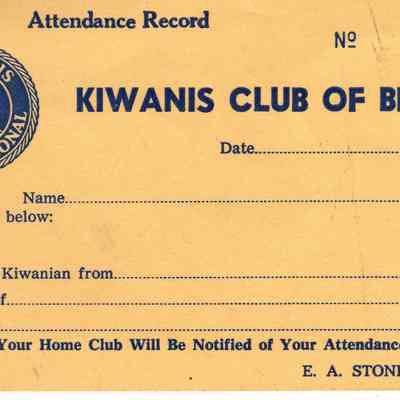 Attendance Record
Nº
KIWANIS CLUB OF B
Date
Name
below:
Kiwanian from
f
Your Home Club Will Be Notified of Your Attendance
E. A. STON